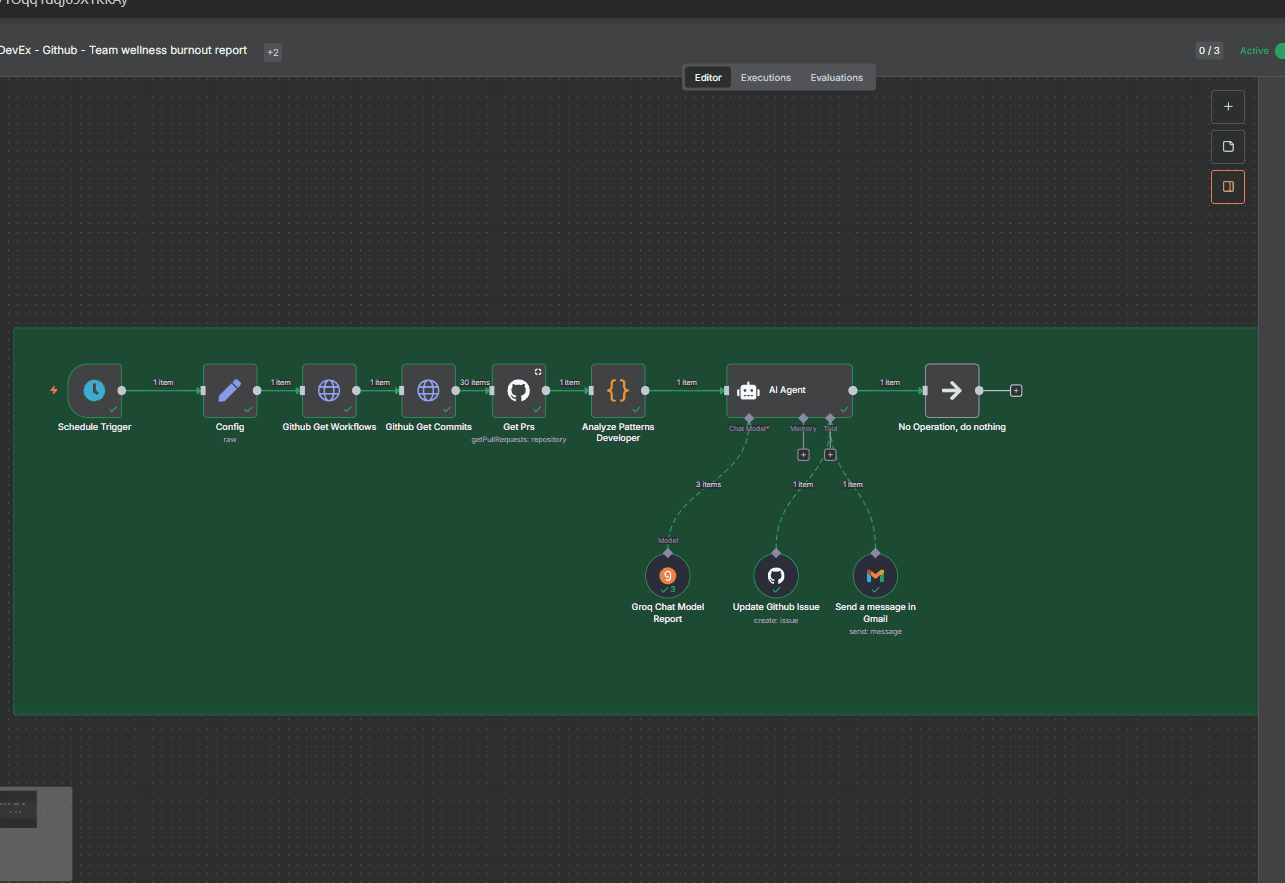 DevEx - Github - Team wellness burnout report
+2
0 / 3
Active
Editor
Executions
Evaluations
1 item
1 item
1 item
30 items
1 item
1 item
1 item
AI Agent
Schedule Trigger
Config
raw
Github Get Workflows
Github Get Commits
Get Prs
getPullRequests: repository
Analyze Patterns
Developer
Chat Model*
Memory
Tool
No Operation, do nothing
3 items
1 item
1 item
Model
3
Groq Chat Model
Report
Update Github Issue
create: issue
Send a message in
Gmail
send: message